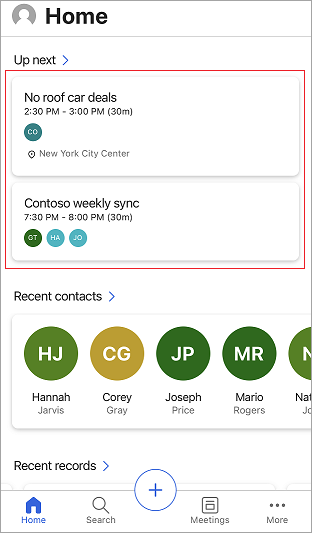 Home
Up next
No roof car deals
2:30 PM - 3:00 PM (30m)
CO
New York City Center
Contoso weekly sync
7:30 PM - 8:00 PM (30m)
GT HA JO
Recent contacts
HJ CG JP MR N
Hannah Corey Joseph Mario Nat
Jarvis Gray Price Rogers Jo
Recent records
Home Search Meetings More